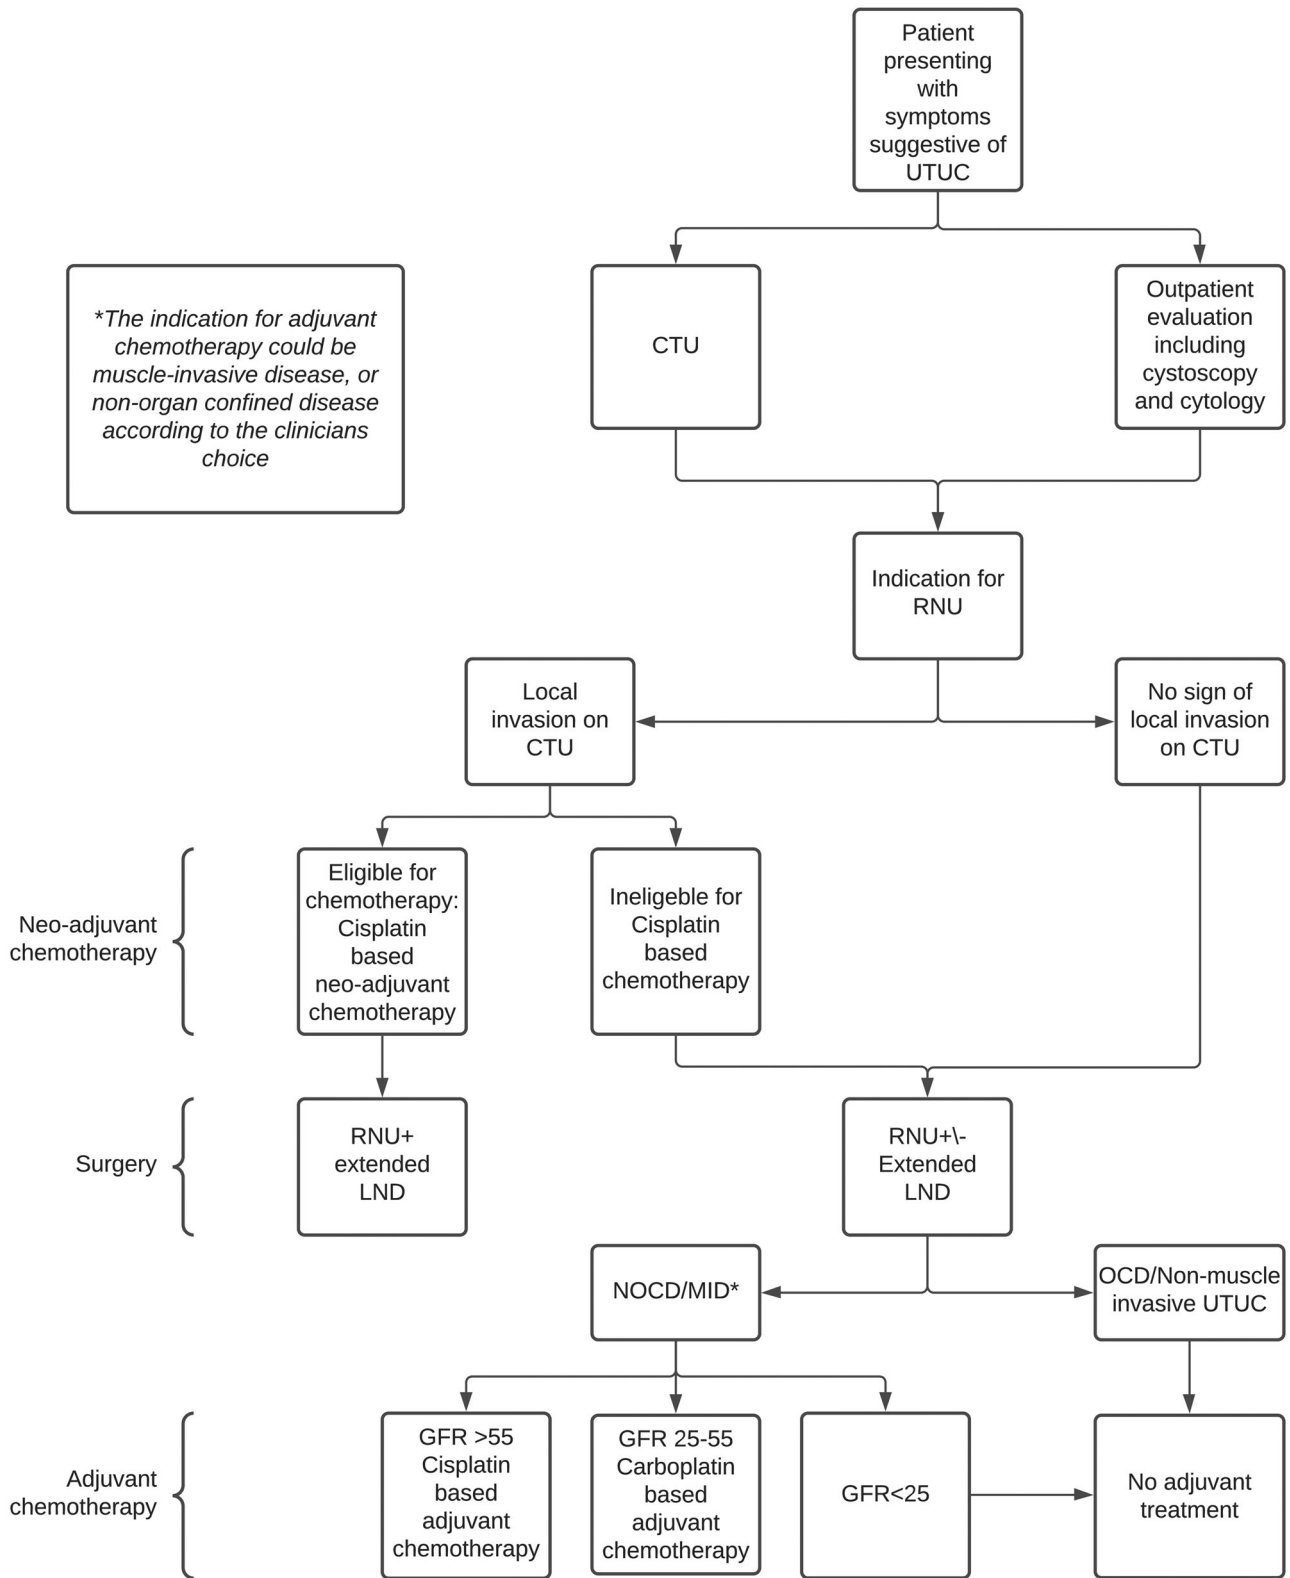 Patient
presenting
with
symptoms
suggestive of
UTUC
*The indication for adjuvant
chemotherapy could be
muscle-invasive disease, or
non-organ confined disease
according to the clinicians
choice
CTU
Outpatient
evaluation
including
cystoscopy
and cytology
Indication for
RNU
Local
invasion on
CTU
No sign of
local invasion
on CTU
Neo-adjuvant
chemotherapy
Eligible for
chemotherapy:
Cisplatin
based
neo-adjuvant
chemotherapy
Ineligeble for
Cisplatin
based
chemotherapy
Surgery
RNU+
extended
LND
RNU+\-
Extended
LND
NOCD/MID*
OCD/Non-muscle
invasive UTUC
Adjuvant
chemotherapy
GFR >55
Cisplatin
based
adjuvant
chemotherapy
GFR 25-55
Carboplatin
based
adjuvant
chemotherapy
GFR<25
No adjuvant
treatment